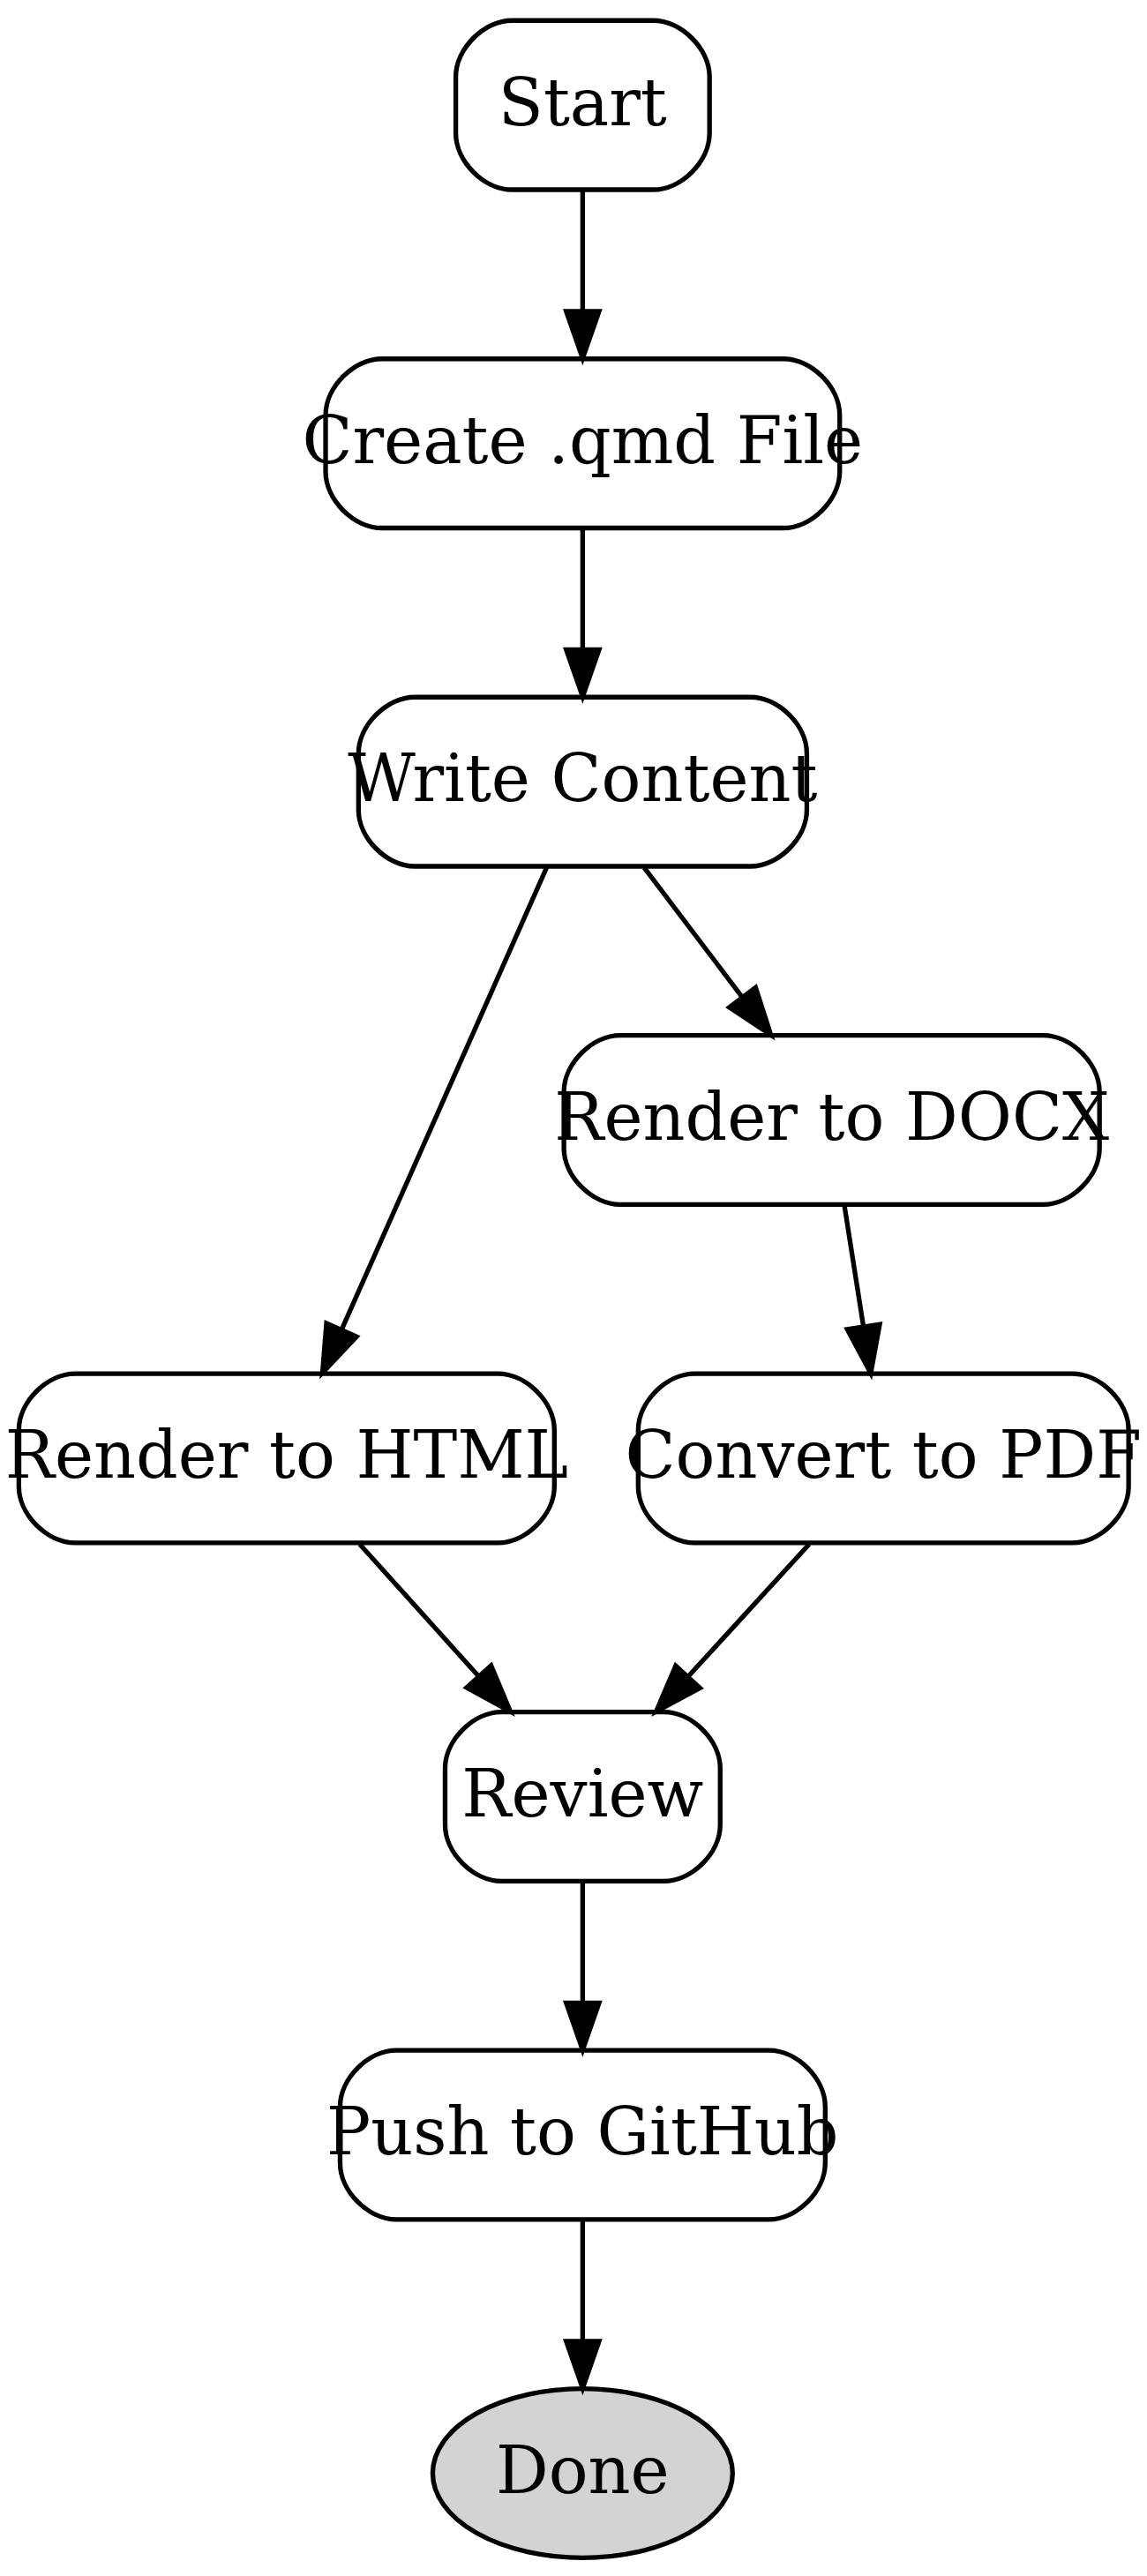 Start
Create .qmd File
Write Content
Render to DOCX
Render to HTML
Convert to PDF
Review
Push to GitHub
Done